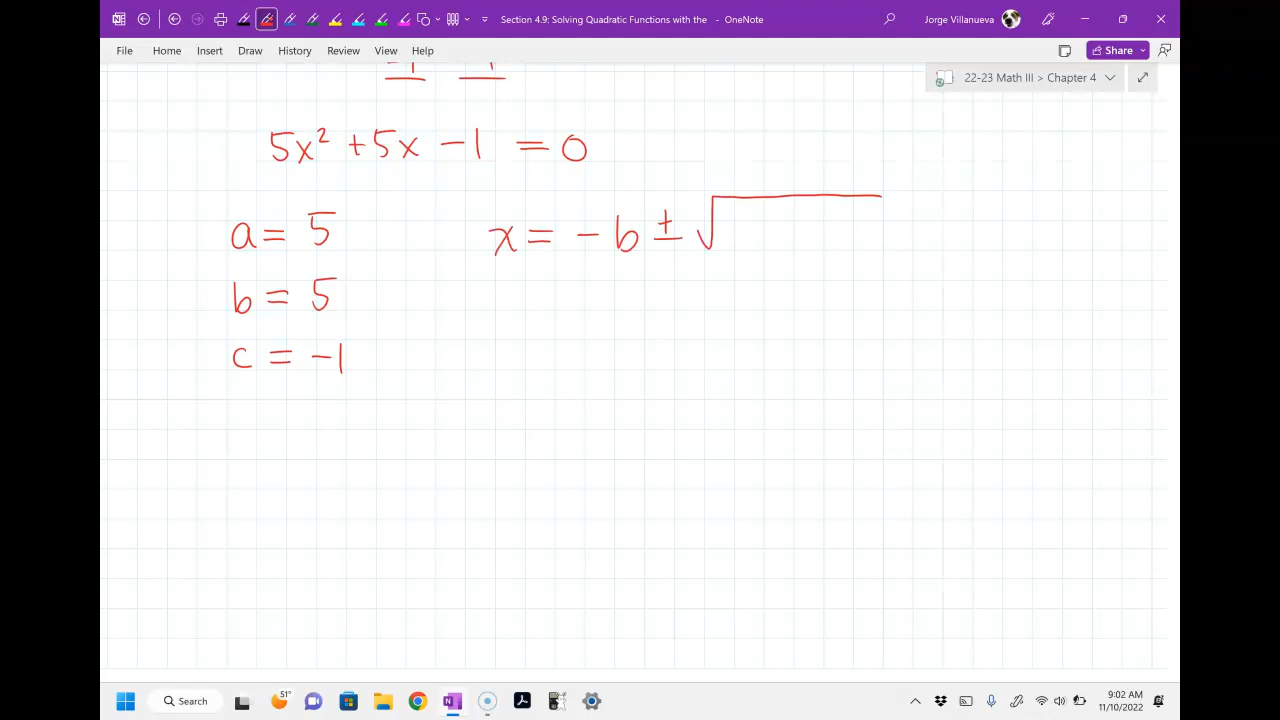 Section 4.9: Solving Quadratic Functions with the - OneNote
Jorge Villanueva
File Home Insert Draw History Review View Help
Share
22-23 Math III > Chapter 4
5x² + 5x - 1 = 0
a = 5
x = - b ± √
b = 5
c = -1
51°
Search
9:02 AM
11/10/2022